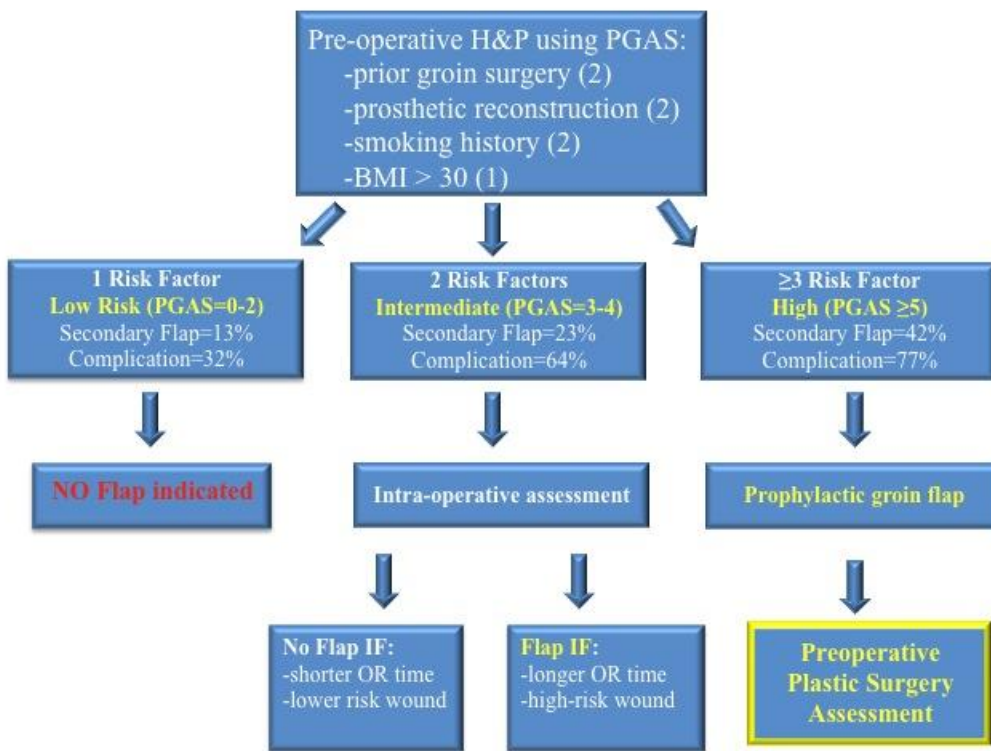 Pre-operative H&P using PGAS:
-prior groin surgery (2)
-prosthetic reconstruction (2)
-smoking history (2)
-BMI > 30 (1)
1 Risk Factor
Low Risk (PGAS=0-2)
Secondary Flap=13%
Complication=32%
2 Risk Factors
Intermediate (PGAS=3-4)
Secondary Flap=23%
Complication=64%
≥3 Risk Factor
High (PGAS ≥5)
Secondary Flap=42%
Complication=77%
NO Flap indicated
Intra-operative assessment
Prophylactic groin flap
No Flap IF:
-shorter OR time
-lower risk wound
Flap IF:
-longer OR time
-high-risk wound
Preoperative
Plastic Surgery
Assessment